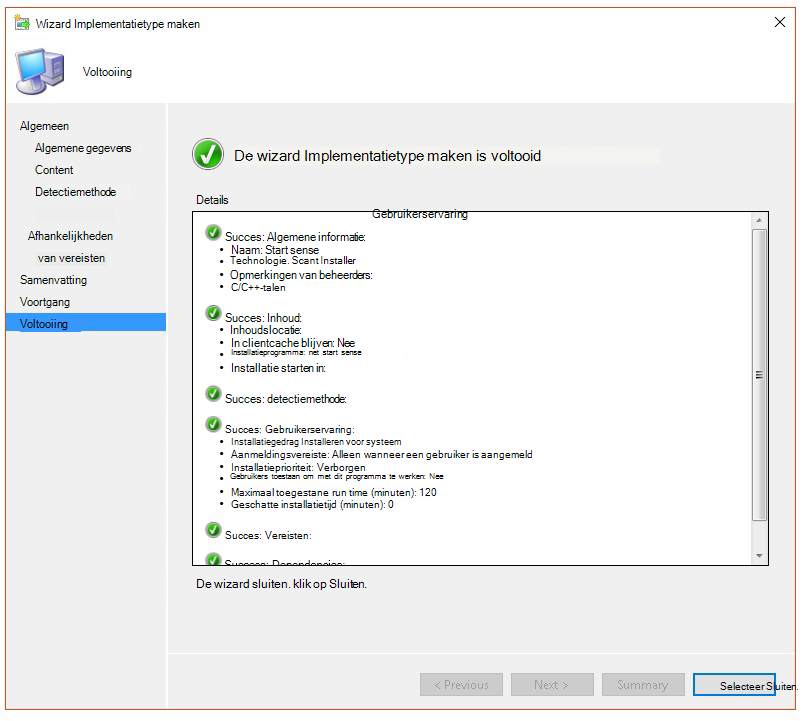 Wizard Implementatietype maken
Voltooiing
Algemeen
Algemene gegevens
Content
Detectiemethode
Gebruikerservaring
Afhankelijkheden
van vereisten
Samenvatting
Voortgang
Voltooiing
De wizard Implementatietype maken is voltooid
Details
Succes: Algemene informatie:
• Naam: Start sense
• Technologie. Scant Installer
• Opmerkingen van beheerders:
• C/C++-talen
Succes: Inhoud:
• Inhoudslocatie:
• In clientcache blijven: Nee
• Installatieprogramma: net start sense
• Installatie starten in:
Succes: detectiemethode:
Succes: Gebruikerservaring:
• Installatiegedrag Installeren voor systeem
• Aanmeldingsvereiste: Alleen wanneer een gebruiker is aangemeld
• Installatieprioriteit: Verborgen
• Gebruikers toestaan om met dit programma te werken: Nee
• Maximaal toegestane run time (minuten): 120
• Geschatte installatietijd (minuten): 0
Succes: Vereisten:
Success: Dependencies:
De wizard sluiten. klik op Sluiten.
< Previous
Next >
Summary
Selecteer Sluiten.